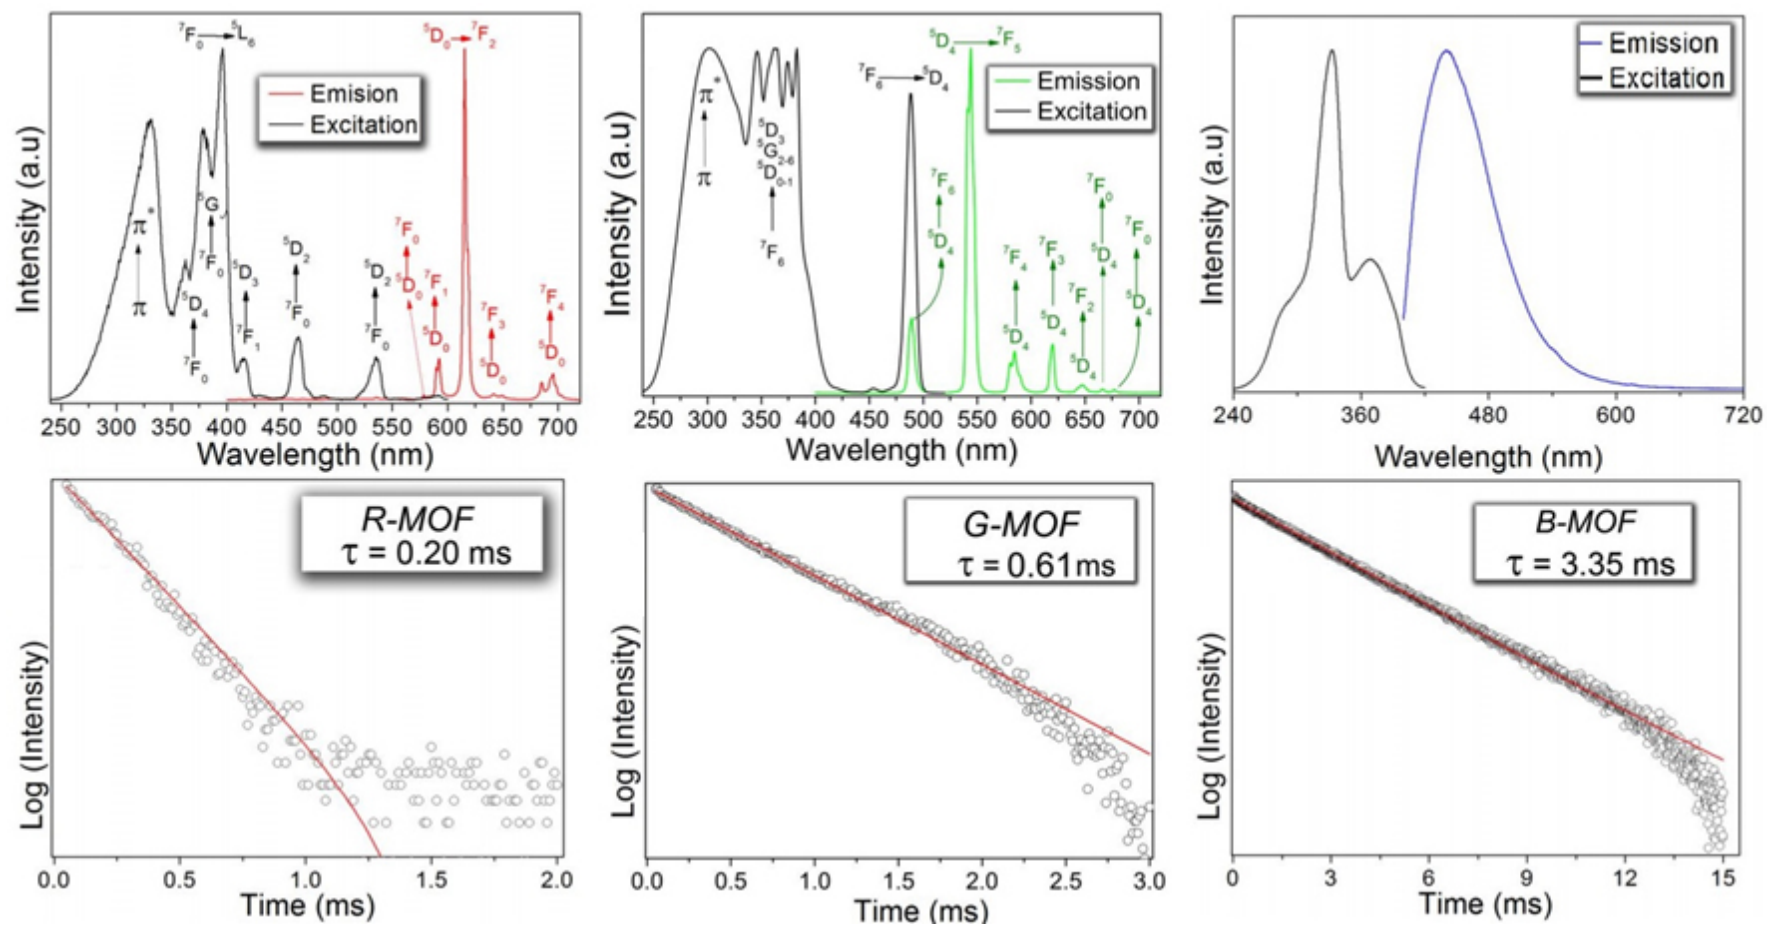 ⁷F₀→⁵L₆
⁵D₀→⁷F₂
Emision
Excitation
π*
π
⁵G
⁷F₀
⁵D₄
⁷F₀
⁵D₃
⁷F₁
⁵D₂
⁷F₀
⁵D₂
⁷F₀
⁷F₀
⁵D₀
⁷F₁
⁵D₀
⁷F₃
⁵D₀
⁷F₄
⁵D₀
Intensity (a.u)
250 300 350 400 450 500 550 600 650 700
Wavelength (nm)
⁵D₄→⁷F₅
⁷F₆→⁵D₄
Emission
Excitation
π*
π
⁵D₃
⁵G₂₋₆
⁵D₀₋₁
⁷F₆
⁷F₆
⁵D₄
⁷F₄
⁵D₄
⁷F₃
⁵D₄
⁷F₂
⁵D₄
⁷F₀
⁵D₄
⁷F₀
⁵D₄
Intensity (a.u)
250 300 350 400 450 500 550 600 650 700
Wavelength (nm)
Emission
Excitation
Intensity (a.u
240 360 480 600 720
Wavelength (nm)
R-MOF
τ = 0.20 ms
Log (Intensity)
0.0 0.5 1.0 1.5 2.0
Time (ms)
G-MOF
τ = 0.61ms
Log (Intensity)
0.0 0.5 1.0 1.5 2.0 2.5 3.0
Time (ms)
B-MOF
τ = 3.35 ms
Log (Intensity)
0 3 6 9 12 15
Time (ms)